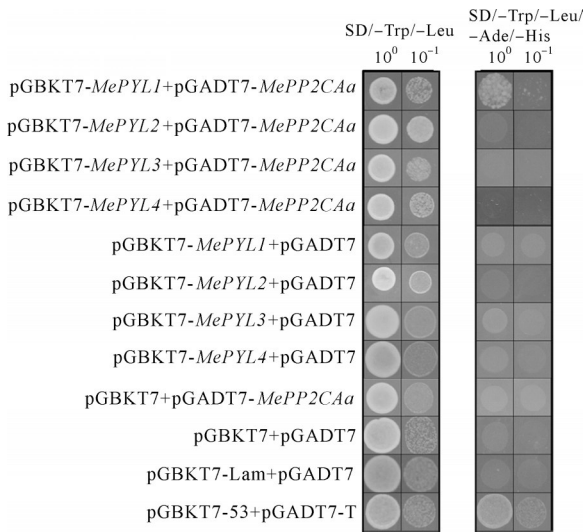 SD/−Trp/−Leu
SD/−Trp/−Leu/
−Ade/−His
10⁰ 10⁻¹
10⁰ 10⁻¹
pGBKT7-MePYL1+pGADT7-MePP2CAa
pGBKT7-MePYL2+pGADT7-MePP2CAa
pGBKT7-MePYL3+pGADT7-MePP2CAa
pGBKT7-MePYL4+pGADT7-MePP2CAa
pGBKT7-MePYL1+pGADT7
pGBKT7-MePYL2+pGADT7
pGBKT7-MePYL3+pGADT7
pGBKT7-MePYL4+pGADT7
pGBKT7+pGADT7-MePP2CAa
pGBKT7+pGADT7
pGBKT7-Lam+pGADT7
pGBKT7-53+pGADT7-T